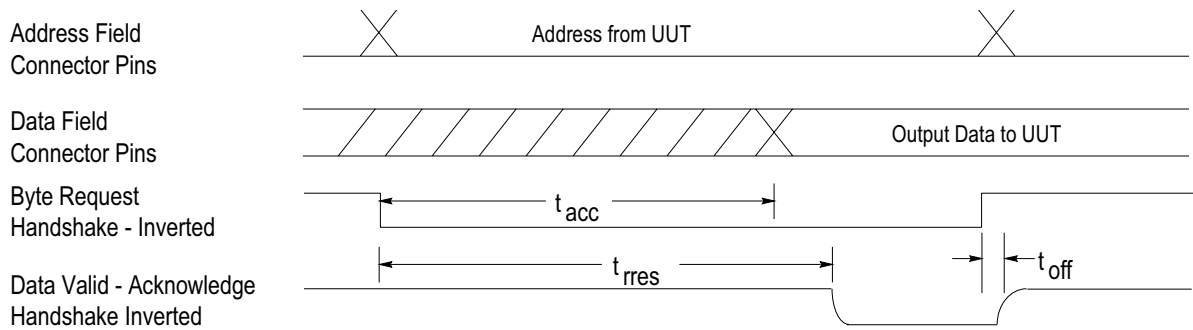 Address Field
Connector Pins
Address from UUT
Data Field
Connector Pins
Output Data to UUT
Byte Request
Handshake - Inverted
t acc
t rres
t off
Data Valid - Acknowledge
Handshake Inverted